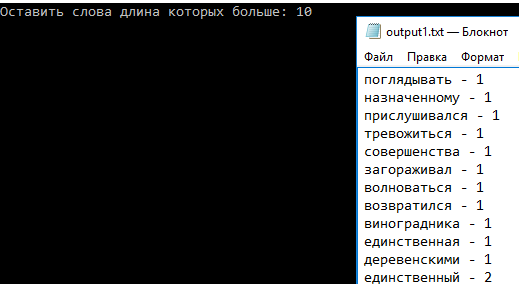 Оставить слова длина которых больше: 10
output1.txt — Блокнот
Файл Правка Формат
поглядывать - 1
назначенному - 1
прислушивался - 1
тревожиться - 1
совершенства - 1
загораживал - 1
волноваться - 1
возвратился - 1
виноградника - 1
единственная - 1
деревенскими - 1
единственный - 2